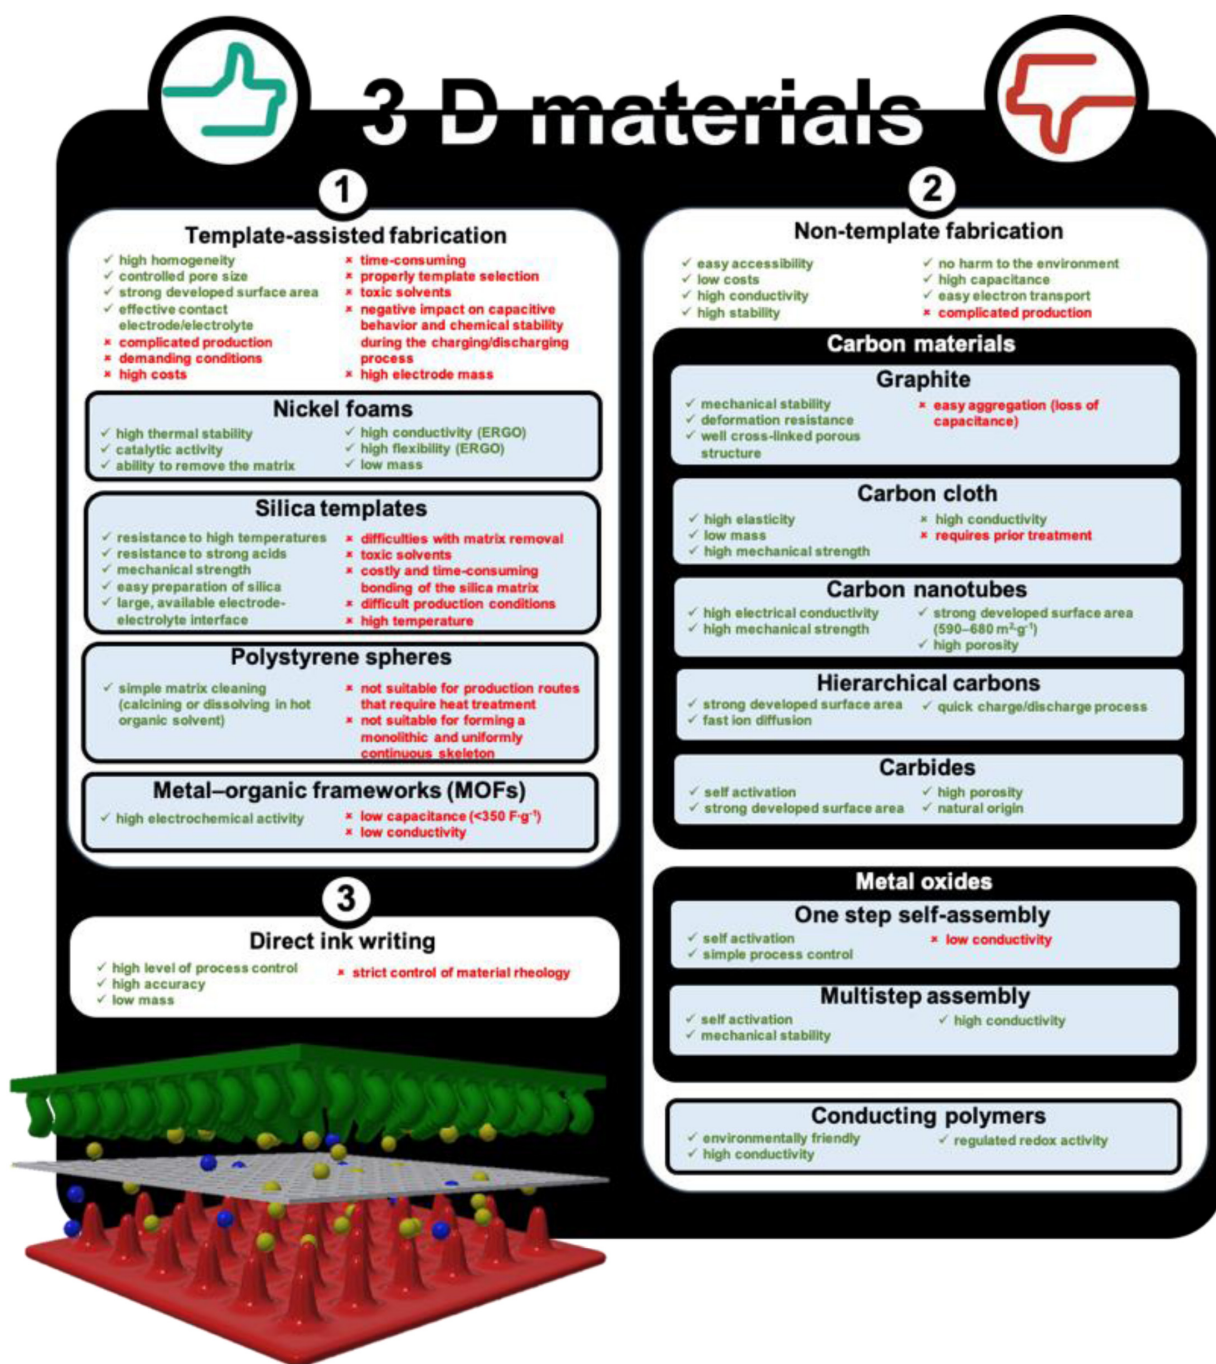 3 D materials
1
Template-assisted fabrication
✓ high homogeneity
✓ controlled pore size
✓ strong developed surface area
✓ effective contact
electrode/electrolyte
× complicated production
× demanding conditions
× high costs
× time-consuming
× properly template selection
× toxic solvents
× negative impact on capacitive
behavior and chemical stability
during the charging/discharging
process
× high electrode mass
Nickel foams
✓ high thermal stability
✓ catalytic activity
✓ ability to remove the matrix
✓ high conductivity (ERGO)
✓ high flexibility (ERGO)
✓ low mass
Silica templates
✓ resistance to high temperatures
✓ resistance to strong acids
✓ mechanical strength
✓ easy preparation of silica
✓ large, available electrode-
electrolyte interface
× difficulties with matrix removal
× toxic solvents
× costly and time-consuming
bonding of the silica matrix
× difficult production conditions
× high temperature
Polystyrene spheres
✓ simple matrix cleaning
(calcining or dissolving in hot
organic solvent)
× not suitable for production routes
that require heat treatment
× not suitable for forming a
monolithic and uniformly
continuous skeleton
Metal–organic frameworks (MOFs)
✓ high electrochemical activity
× low capacitance (<350 F·g⁻¹)
× low conductivity
2
Non-template fabrication
✓ easy accessibility
✓ low costs
✓ high conductivity
✓ high stability
✓ no harm to the environment
✓ high capacitance
✓ easy electron transport
× complicated production
Carbon materials
Graphite
✓ mechanical stability
✓ deformation resistance
✓ well cross-linked porous
structure
× easy aggregation (loss of
capacitance)
Carbon cloth
✓ high elasticity
✓ low mass
✓ high mechanical strength
× high conductivity
× requires prior treatment
Carbon nanotubes
✓ high electrical conductivity
✓ high mechanical strength
✓ strong developed surface area
(590–680 m²·g⁻¹)
✓ high porosity
Hierarchical carbons
✓ strong developed surface area
✓ fast ion diffusion
✓ quick charge/discharge process
Carbides
✓ self activation
✓ strong developed surface area
✓ high porosity
✓ natural origin
Metal oxides
One step self-assembly
✓ self activation
✓ simple process control
× low conductivity
Multistep assembly
✓ self activation
✓ mechanical stability
✓ high conductivity
Conducting polymers
✓ environmentally friendly
✓ high conductivity
✓ regulated redox activity
3
Direct ink writing
✓ high level of process control
✓ high accuracy
✓ low mass
× strict control of material rheology